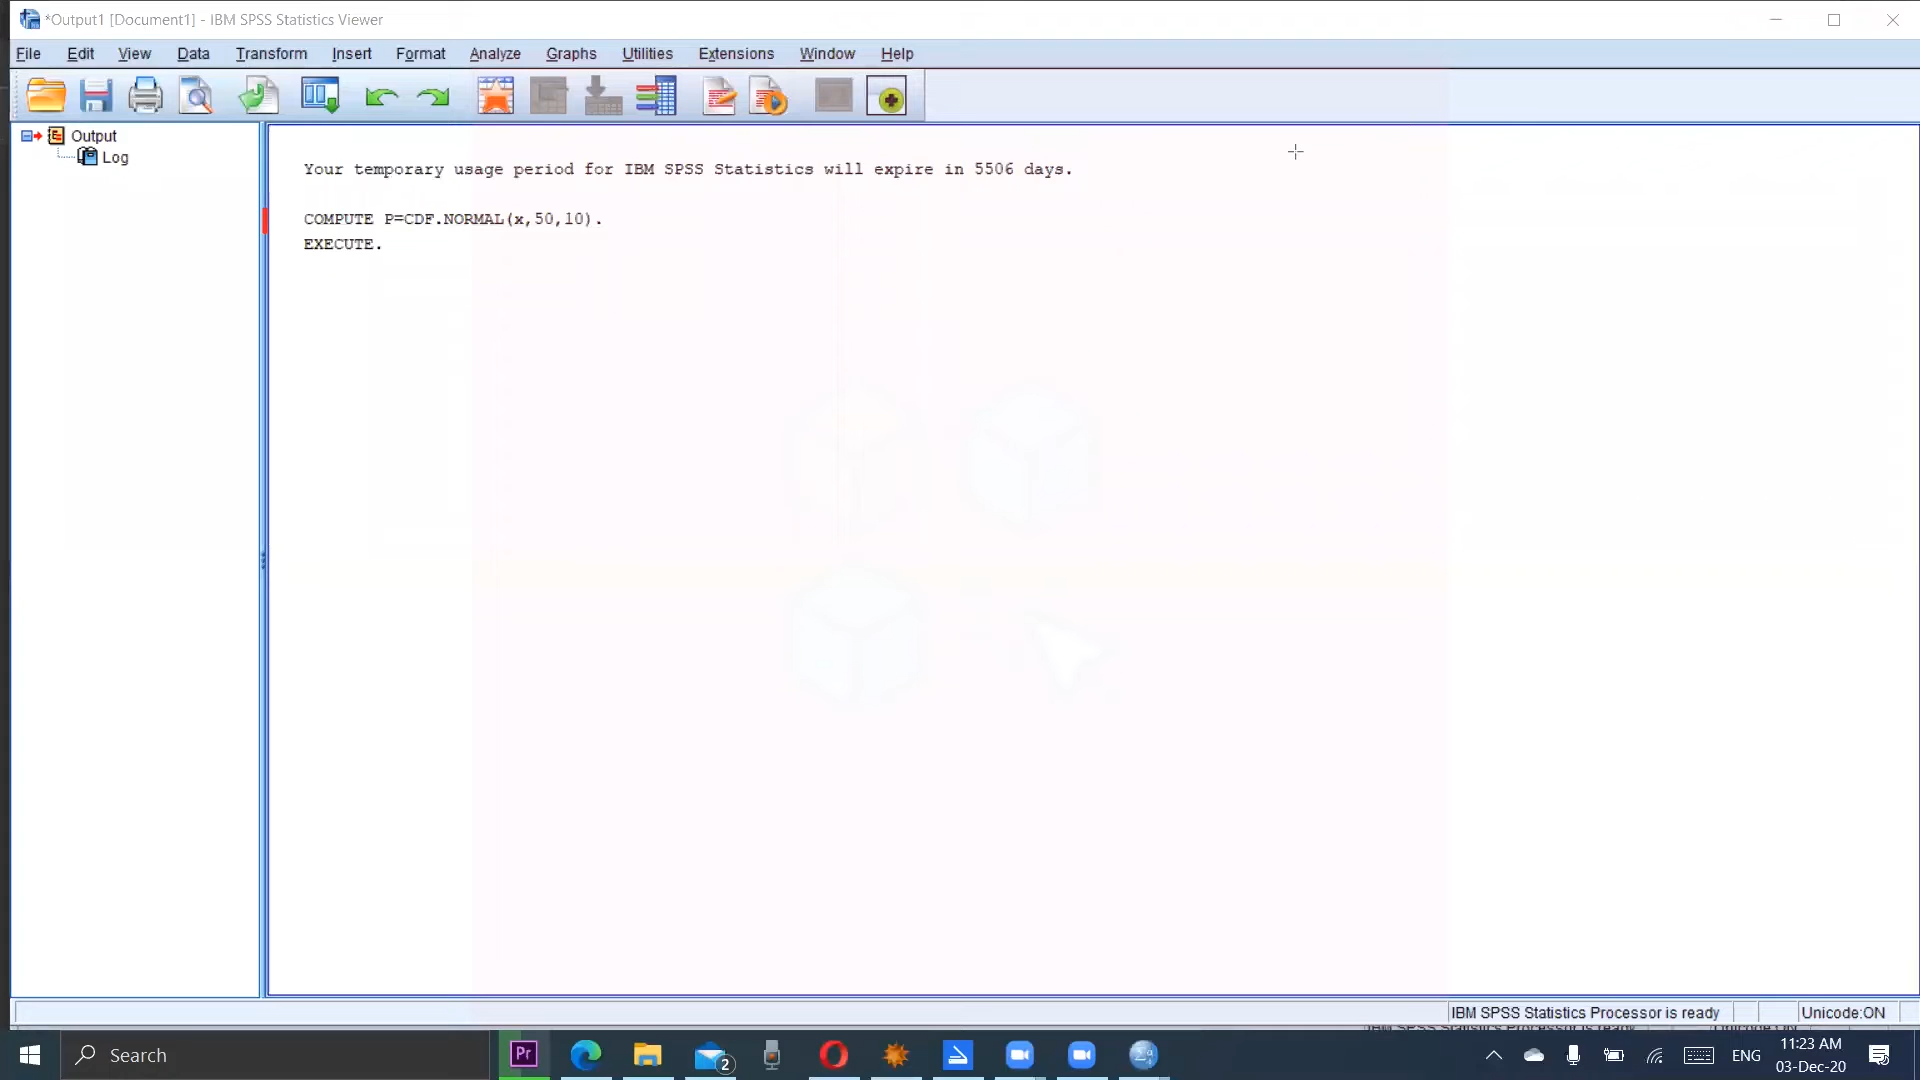 *Output1 [Document1] - IBM SPSS Statistics Viewer
File Edit View Data Transform Insert Format Analyze Graphs Utilities Extensions Window Help
Output
Log
Your temporary usage period for IBM SPSS Statistics will expire in 5506 days.
COMPUTE P=CDF.NORMAL(x,50,10).
EXECUTE.
IBM SPSS Statistics Processor is ready
Unicode:ON
Search
Pr
2
ENG
11:23 AM
03-Dec-20